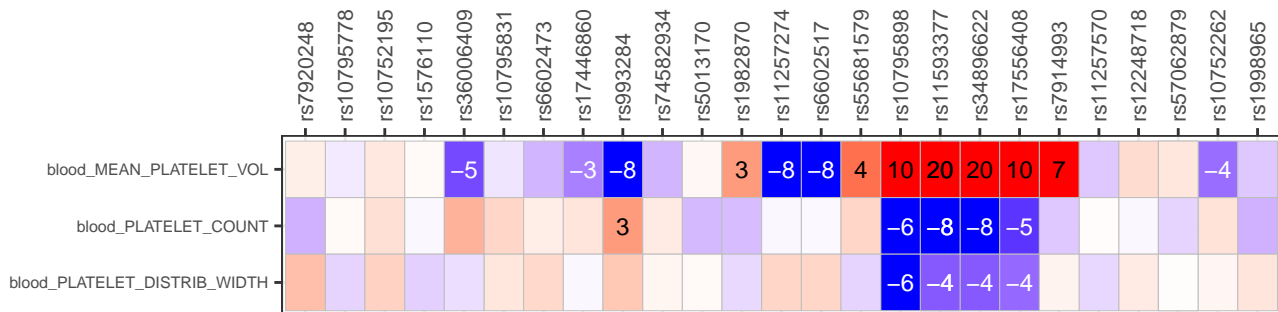 rs7920248 rs10795778 rs10752195 rs1576110 rs36006409 rs10795831 rs6602473 rs17446860 rs993284 rs74582934 rs5013170 rs1982870 rs11257274 rs6602517 rs55681579 rs10795898 rs11593377 rs34896622 rs17556408 rs7914993 rs11257570 rs12248718 rs57062879 rs10752262 rs1998965
blood_MEAN_PLATELET_VOL −5 −3 −8 3 −8 −8 4 10 20 20 10 7 −4
blood_PLATELET_COUNT 3 −6 −8 −8 −5
blood_PLATELET_DISTRIB_WIDTH −6 −4 −4 −4